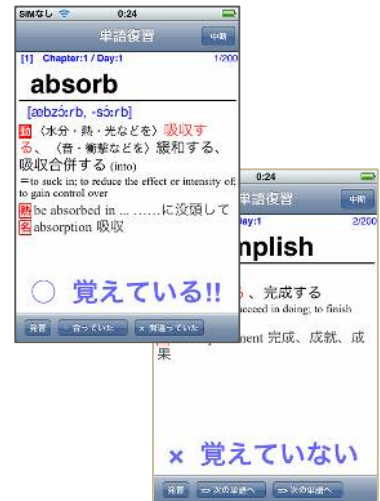 SIMなし 0:24
単語復習 中断
[1] Chapter:1 / Day:1 1/200
absorb
[æbzɔ́ːrb, -sɔ́ːrb]
動〈水分・熱・光などを〉吸収す
る、〈音・衝撃などを〉緩和する、
吸収合併する (into)
=to suck in; to reduce the effect or intensity of;
to gain control over
熟 be absorbed in ... ……に没頭して
名 absorption 吸収
○ 覚えている!!
発音 合っていた × 間違っていた
0:24
単語復習 中断
Day:1 2/200
mplish
、完成する
succeed in doing; to finish
ment 完成、成就、成
果
× 覚えていない
発音 ⇒ 次の単語へ ⇒ 次の単語へ